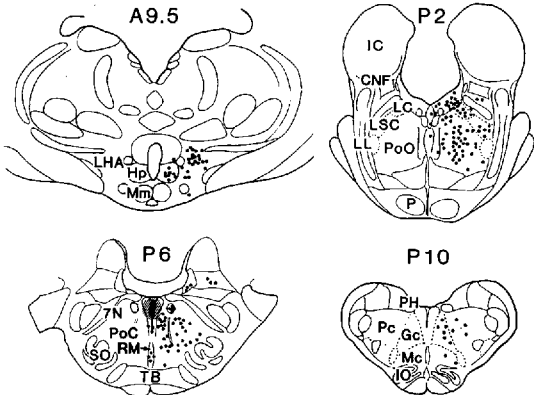 A9.5
LHA
Hp
Mm
P2
IC
CNF
LC
LSC
LL
PoO
P
P6
7N
PoC
SO
RM
TB
P10
PH
Pc
Gc
Mc
IO